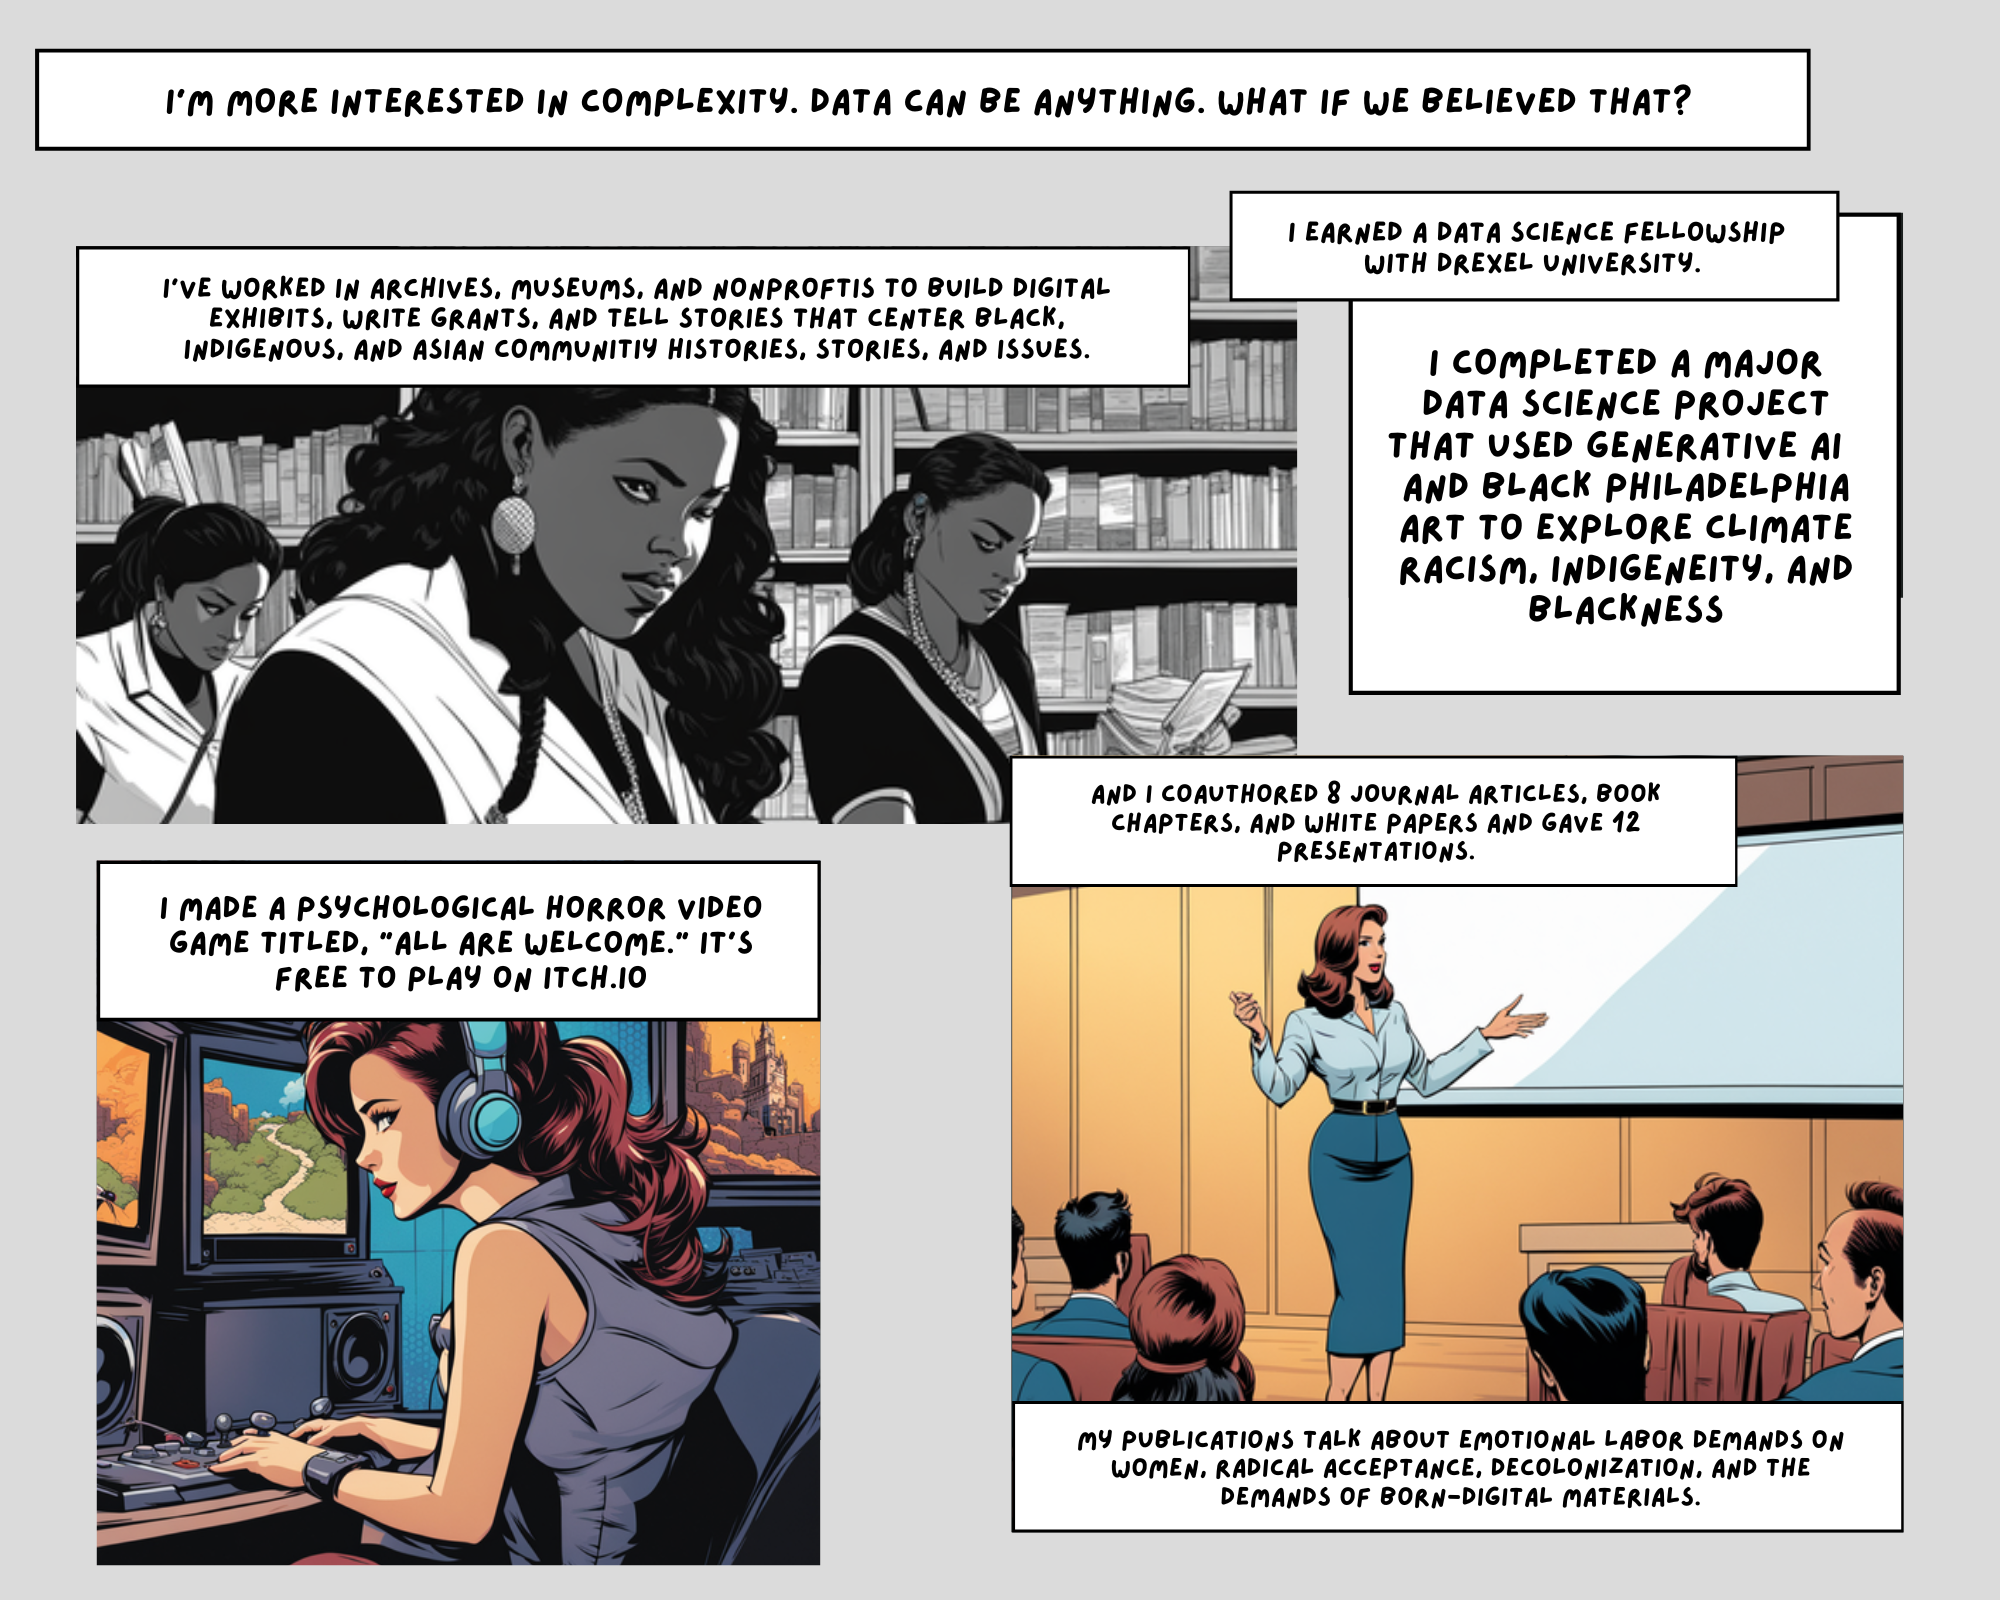 I'M MORE INTERESTED IN COMPLEXITY. DATA CAN BE ANYTHING. WHAT IF WE BELIEVED THAT?
I'VE WORKED IN ARCHIVES, MUSEUMS, AND NONPROFTIS TO BUILD DIGITAL
EXHIBITS, WRITE GRANTS, AND TELL STORIES THAT CENTER BLACK,
INDIGENOUS, AND ASIAN COMMUNITIY HISTORIES, STORIES, AND ISSUES.
I EARNED A DATA SCIENCE FELLOWSHIP
WITH DREXEL UNIVERSITY.
I COMPLETED A MAJOR
DATA SCIENCE PROJECT
THAT USED GENERATIVE AI
AND BLACK PHILADELPHIA
ART TO EXPLORE CLIMATE
RACISM, INDIGENEITY, AND
BLACKNESS
I MADE A PSYCHOLOGICAL HORROR VIDEO
GAME TITLED, "ALL ARE WELCOME." IT'S
FREE TO PLAY ON ITCH.IO
AND I COAUTHORED 8 JOURNAL ARTICLES, BOOK
CHAPTERS, AND WHITE PAPERS AND GAVE 12
PRESENTATIONS.
MY PUBLICATIONS TALK ABOUT EMOTIONAL LABOR DEMANDS ON
WOMEN, RADICAL ACCEPTANCE, DECOLONIZATION, AND THE
DEMANDS OF BORN-DIGITAL MATERIALS.